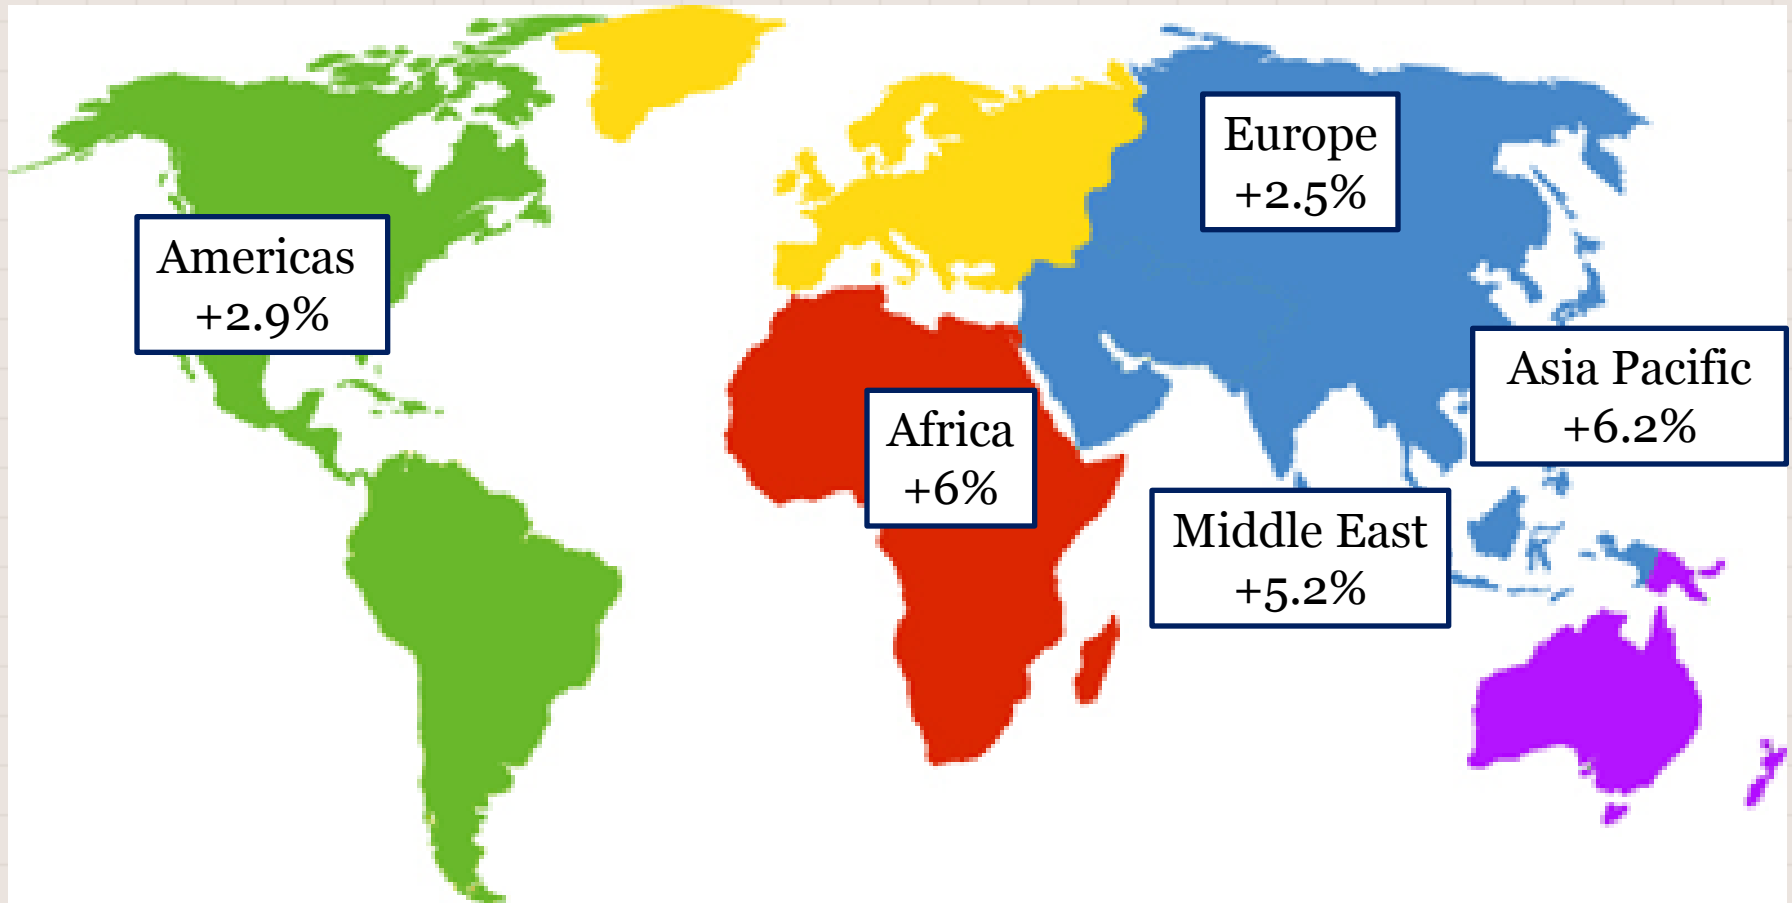 Europe
+2.5%
Americas
+2.9%
Asia Pacific
+6.2%
Africa
+6%
Middle East
+5.2%